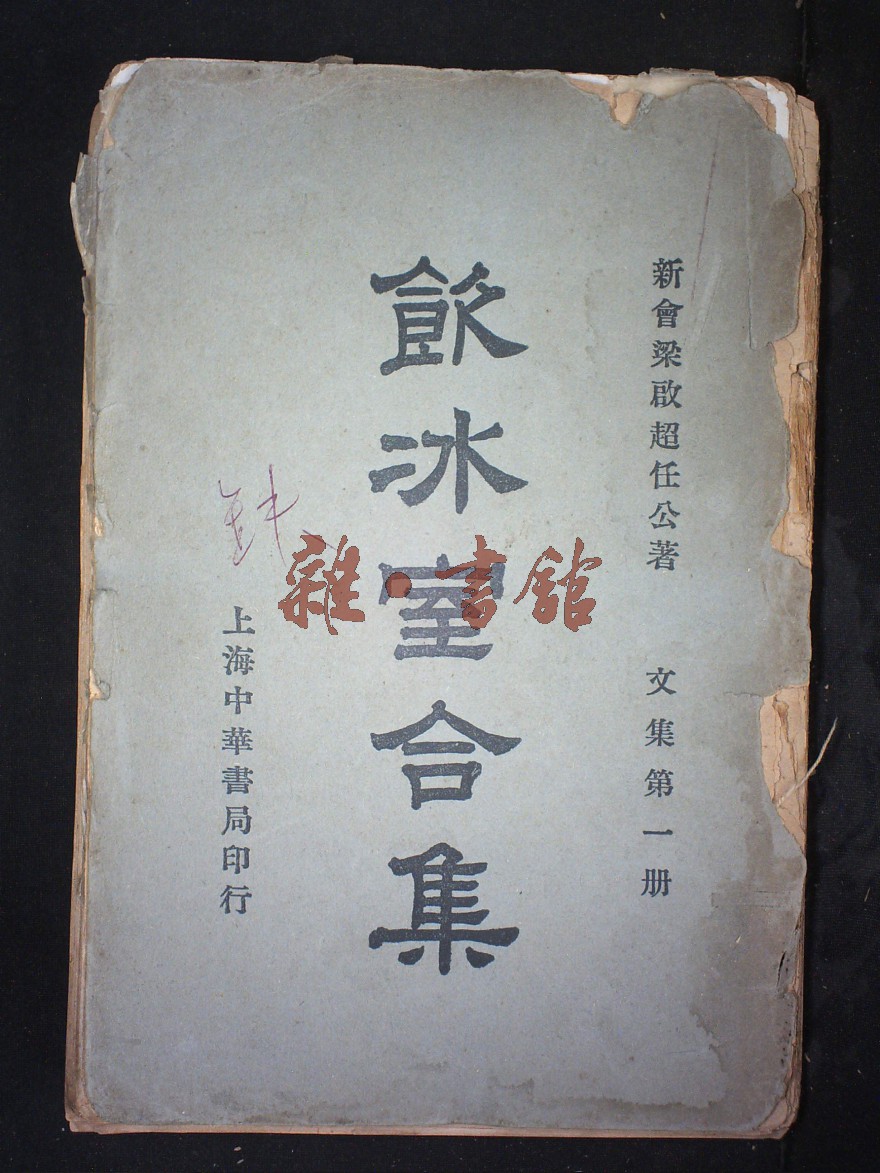 新會梁啟超任公著　文集第一册
飲冰室合集
上海中華書局印行
雜·書館